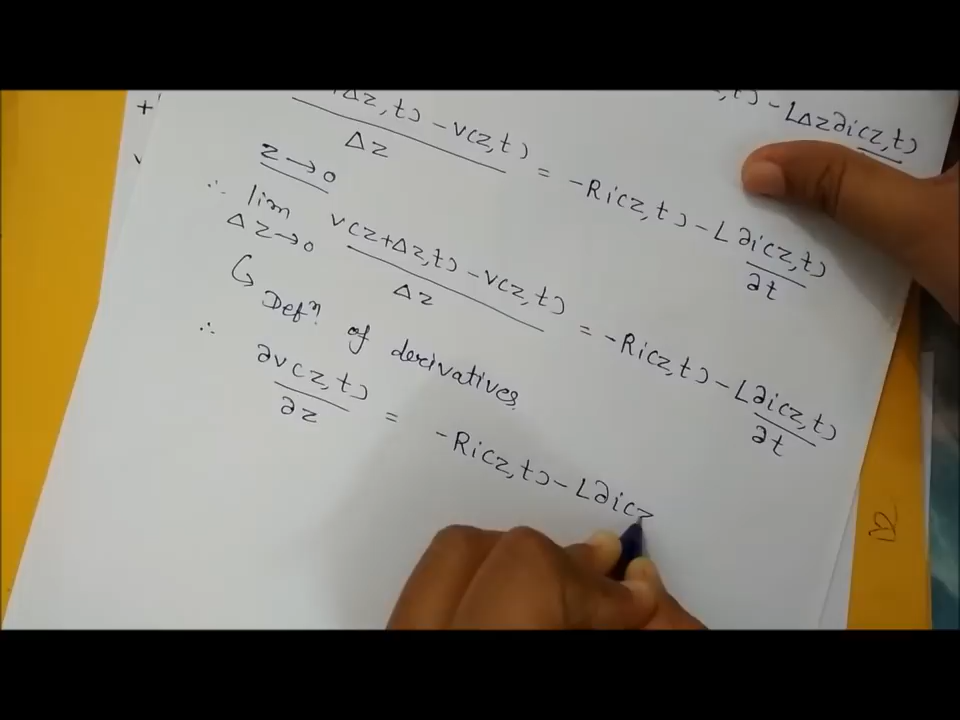 Δz, t) - v(z,t) / Δz = -Ri(z,t) - L ∂i(z,t)/∂t
) - LΔz∂i(z,t)
z→0
∴ lim Δz→0 v(z+Δz,t) - v(z,t) / Δz = -Ri(z,t) - L∂i(z,t)/∂t
↳ Defⁿ. of derivatives.
∴ ∂v(z,t)/∂z = -Ri(z,t) - L∂i(z